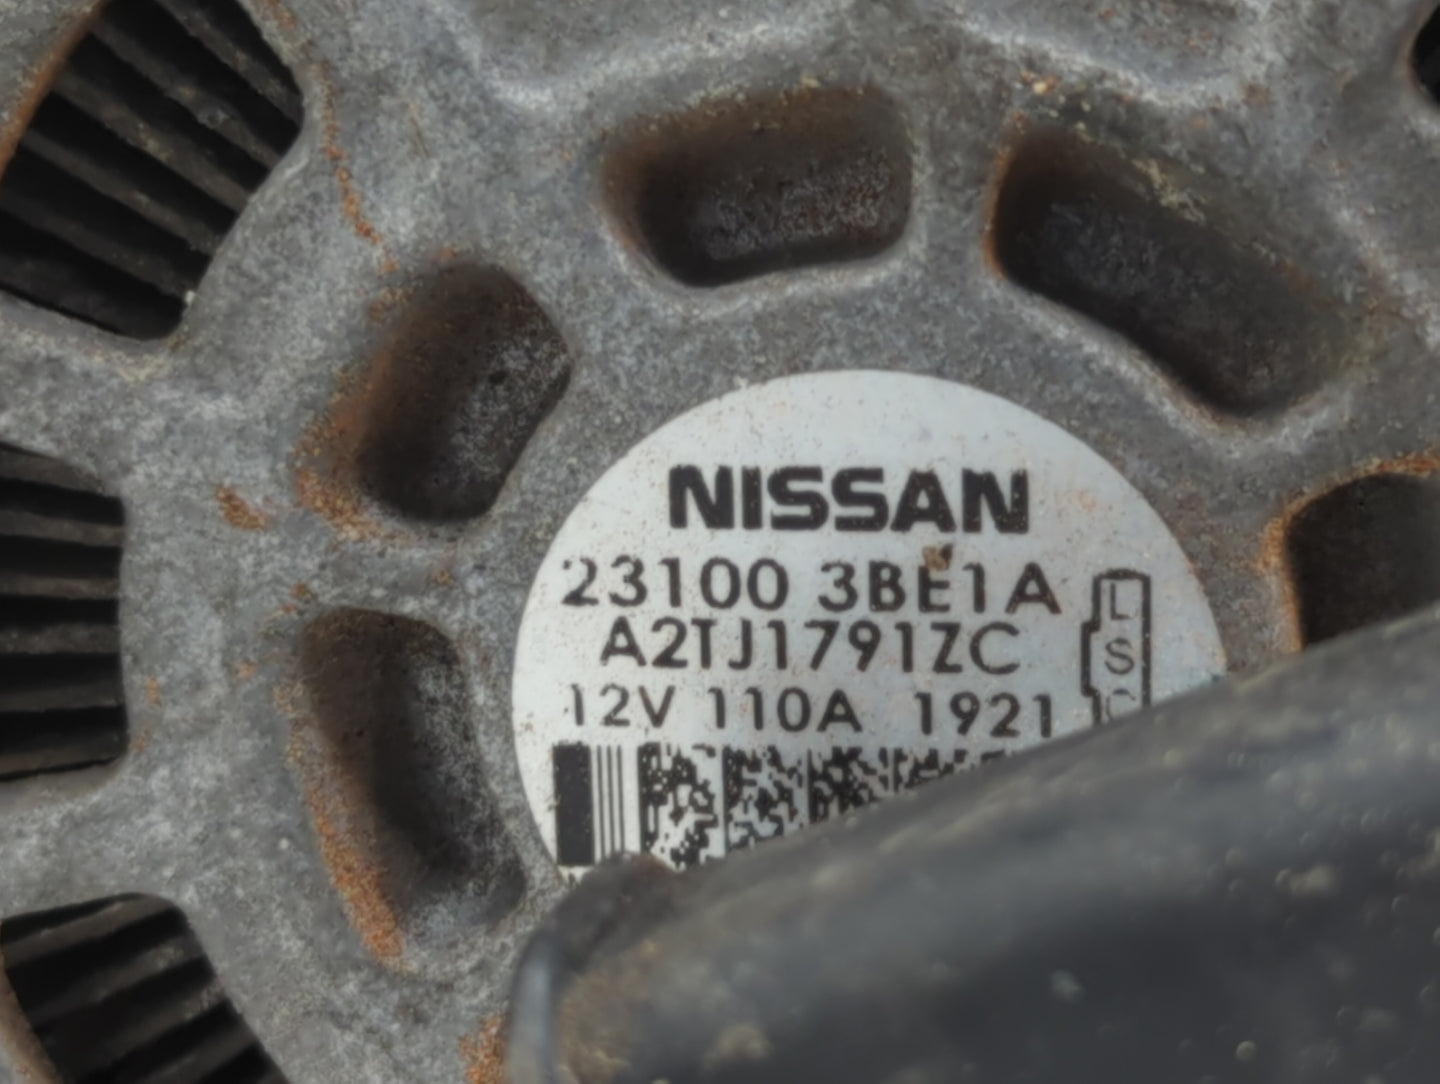 NISSAN
23100 3BE1A
A2TJ1791ZC
12V 110A 1921
L
S
C